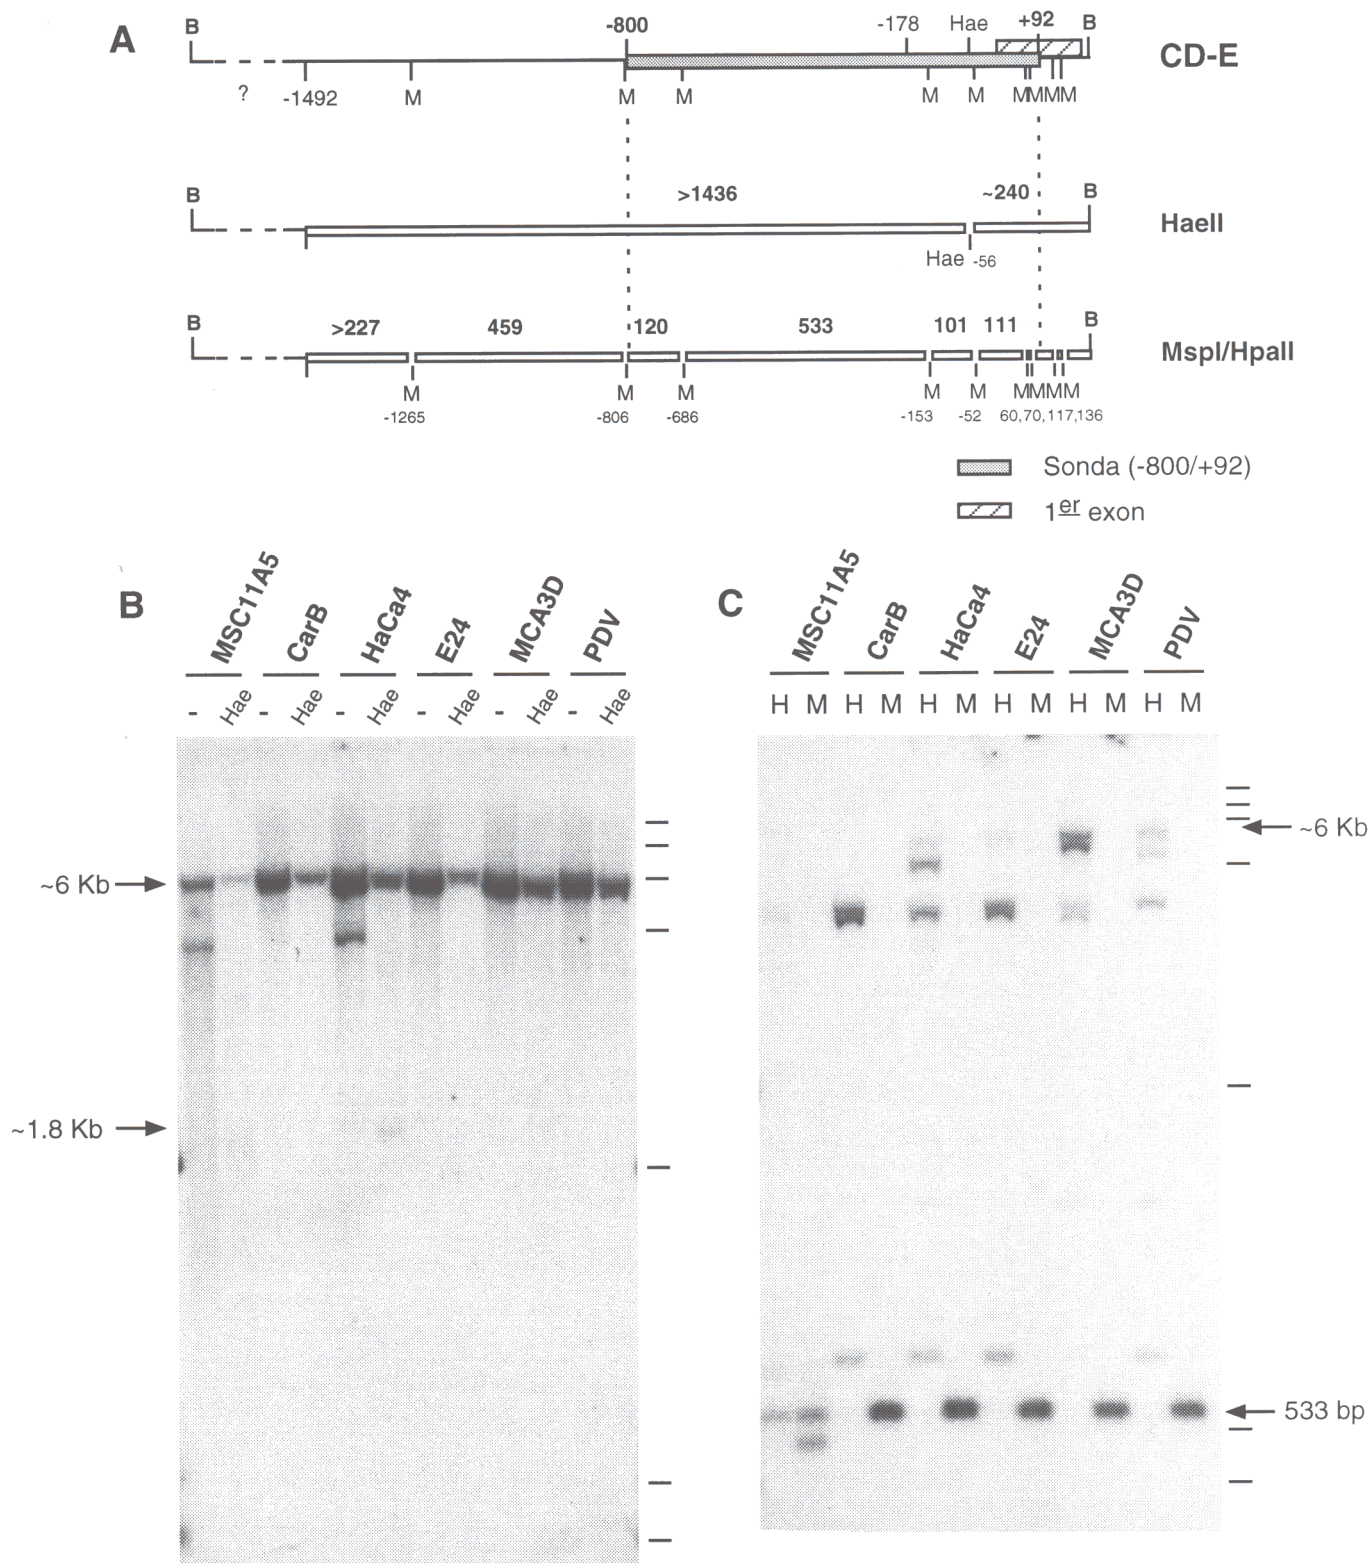 A
B -800 -178 Hae +92 B
CD-E
? -1492 M M M M M MMMM
B >1436 ~240 B
HaeII
Hae -56
B >227 459 120 533 101 111 B
MspI/HpaII
M M M M M MMMM
-1265 -806 -686 -153 -52 60,70,117,136
Sonda (-800/+92)
1er exon
B
MSC11A5 CarB HaCa4 E24 MCA3D PDV
- Hae - Hae - Hae - Hae - Hae - Hae
~6 Kb
~1.8 Kb
C
MSC11A5 CarB HaCa4 E24 MCA3D PDV
H M H M H M H M H M H M
~6 Kb
533 bp